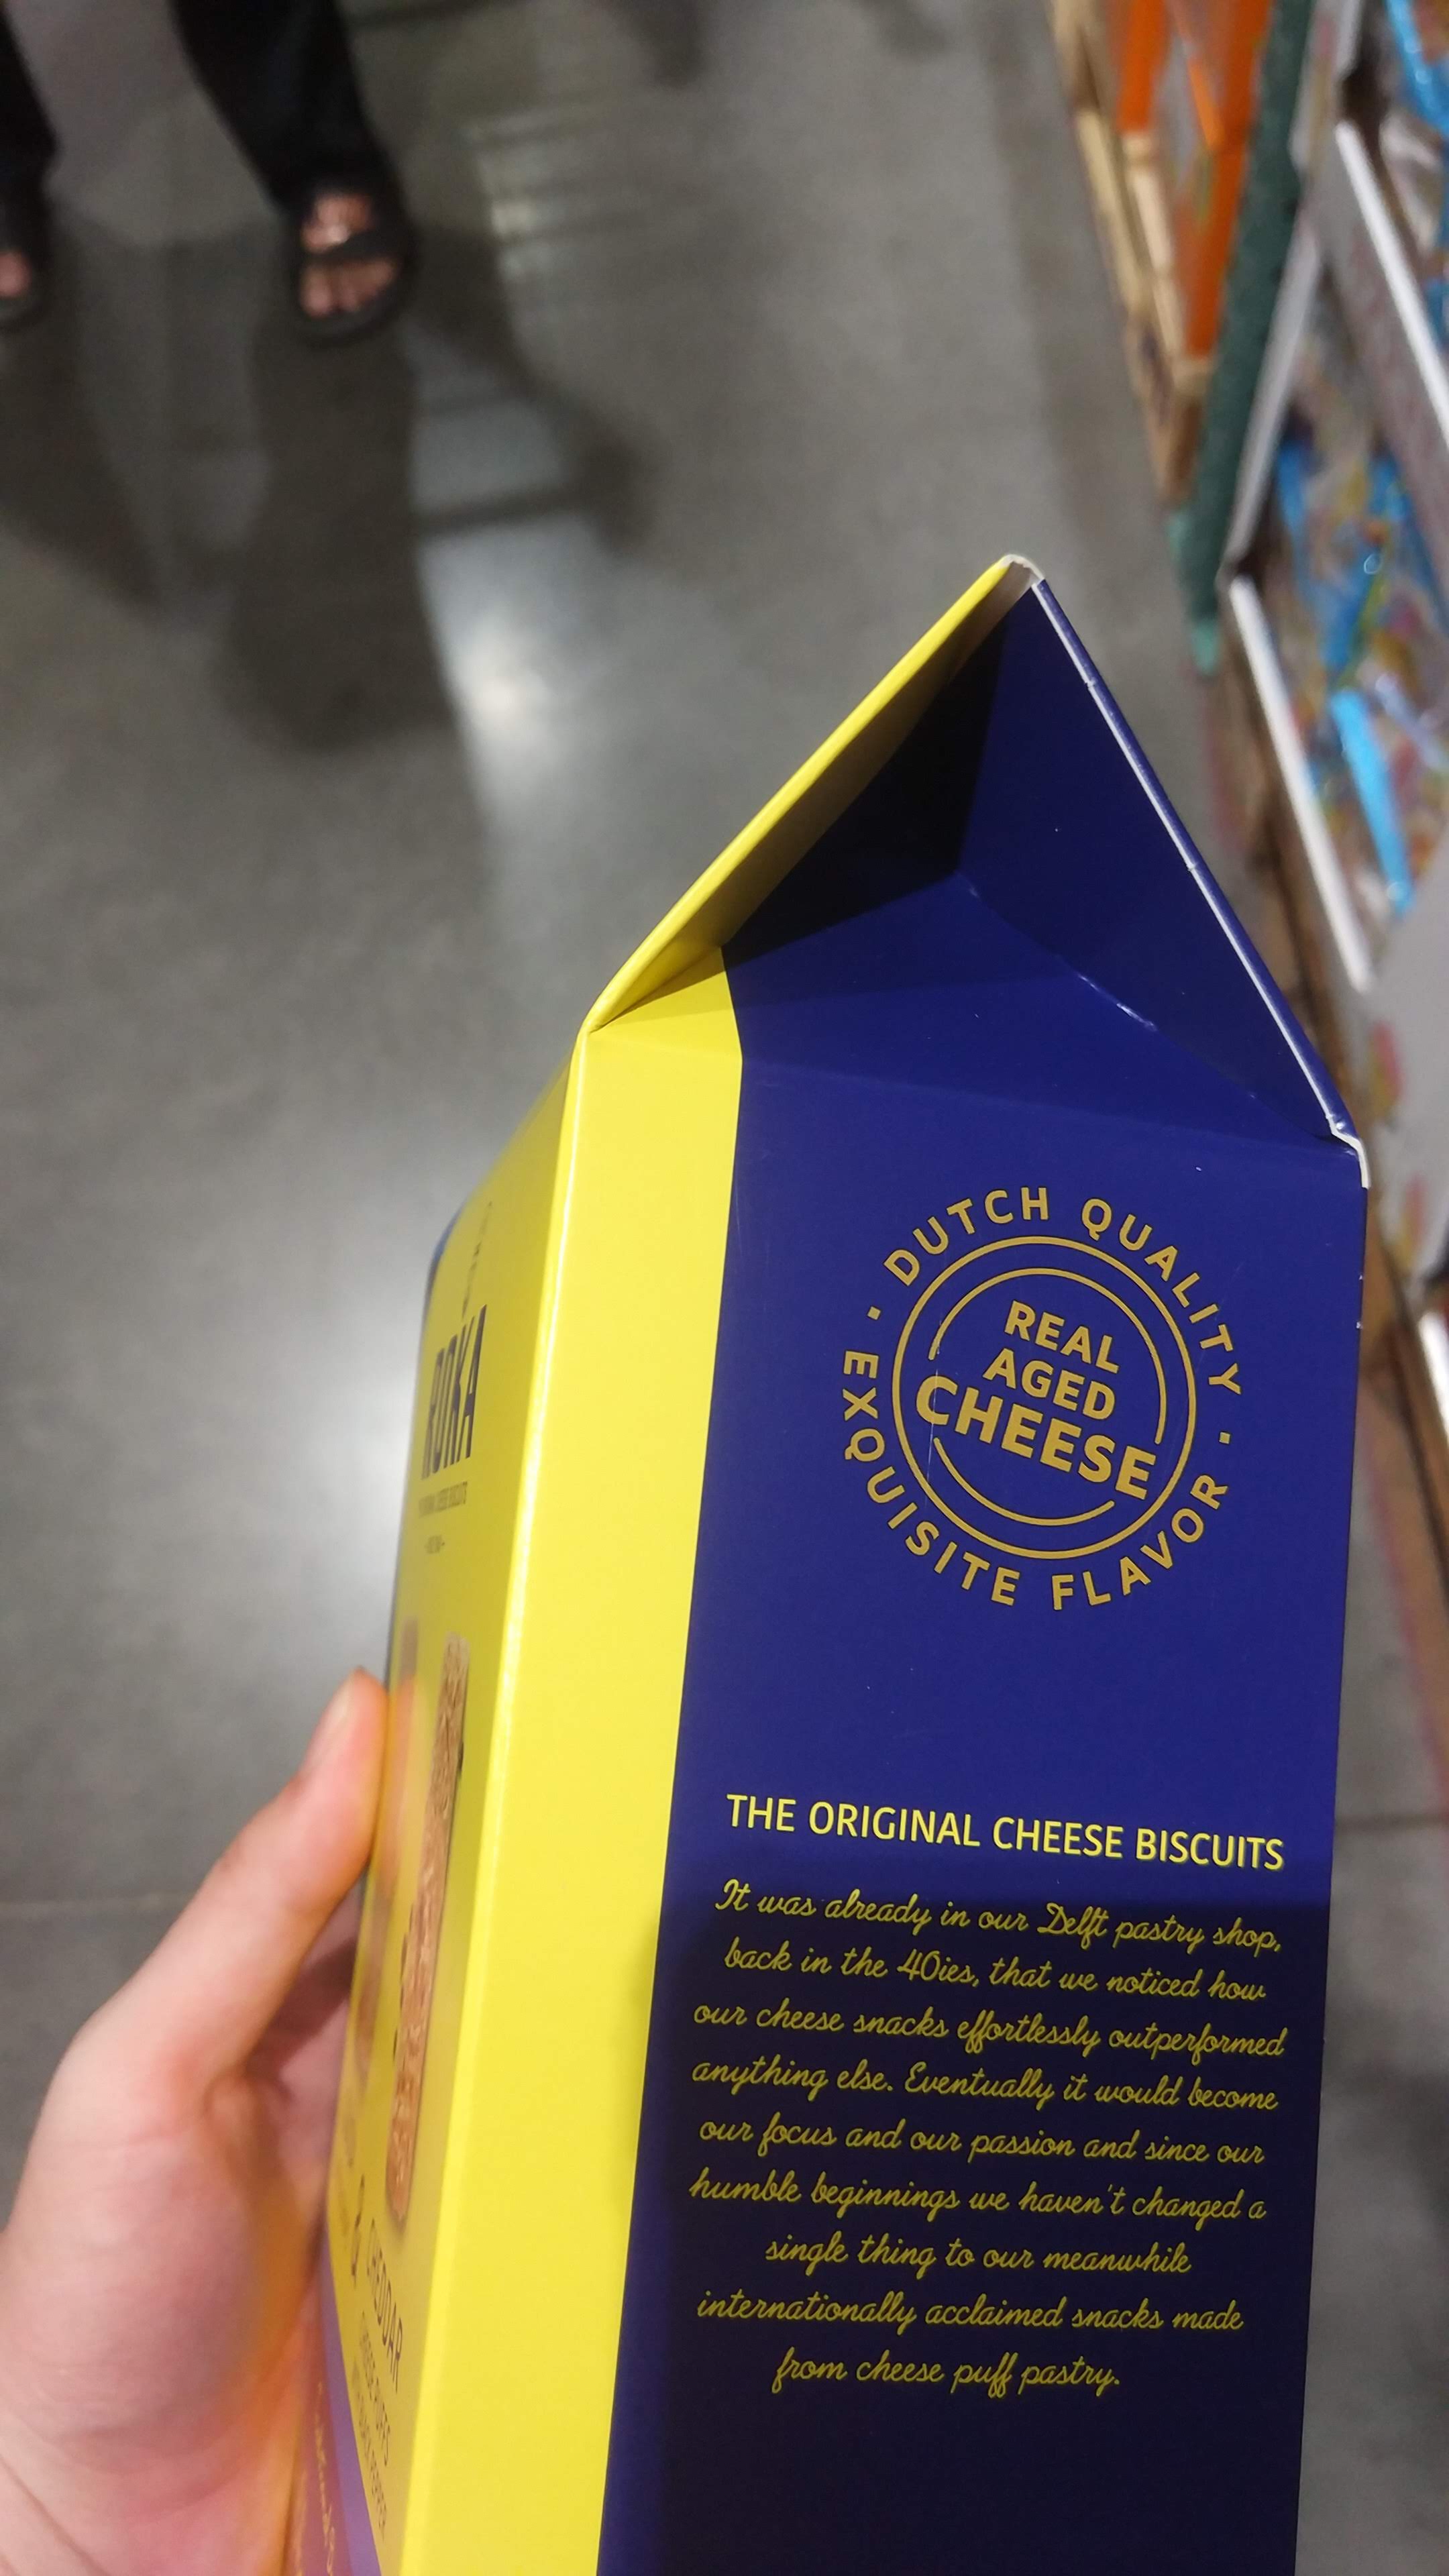 ROKA
CHEDDAR
· DUTCH QUALITY ·
REAL
AGED
CHEESE
EXQUISITE FLAVOR
THE ORIGINAL CHEESE BISCUITS
It was already in our Delft pastry shop,
back in the 40ies, that we noticed how
our cheese snacks effortlessly outperformed
anything else. Eventually it would become
our focus and our passion and since our
humble beginnings we haven't changed a
single thing to our meanwhile
internationally acclaimed snacks made
from cheese puff pastry.